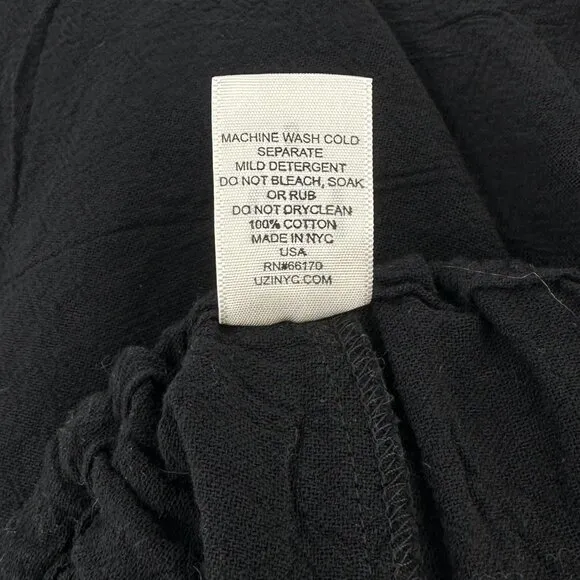 MACHINE WASH COLD
SEPARATE
MILD DETERGENT
DO NOT BLEACH, SOAK
OR RUB
DO NOT DRYCLEAN
100% COTTON
MADE IN NYC
USA
RN#66170
UZINYC.COM